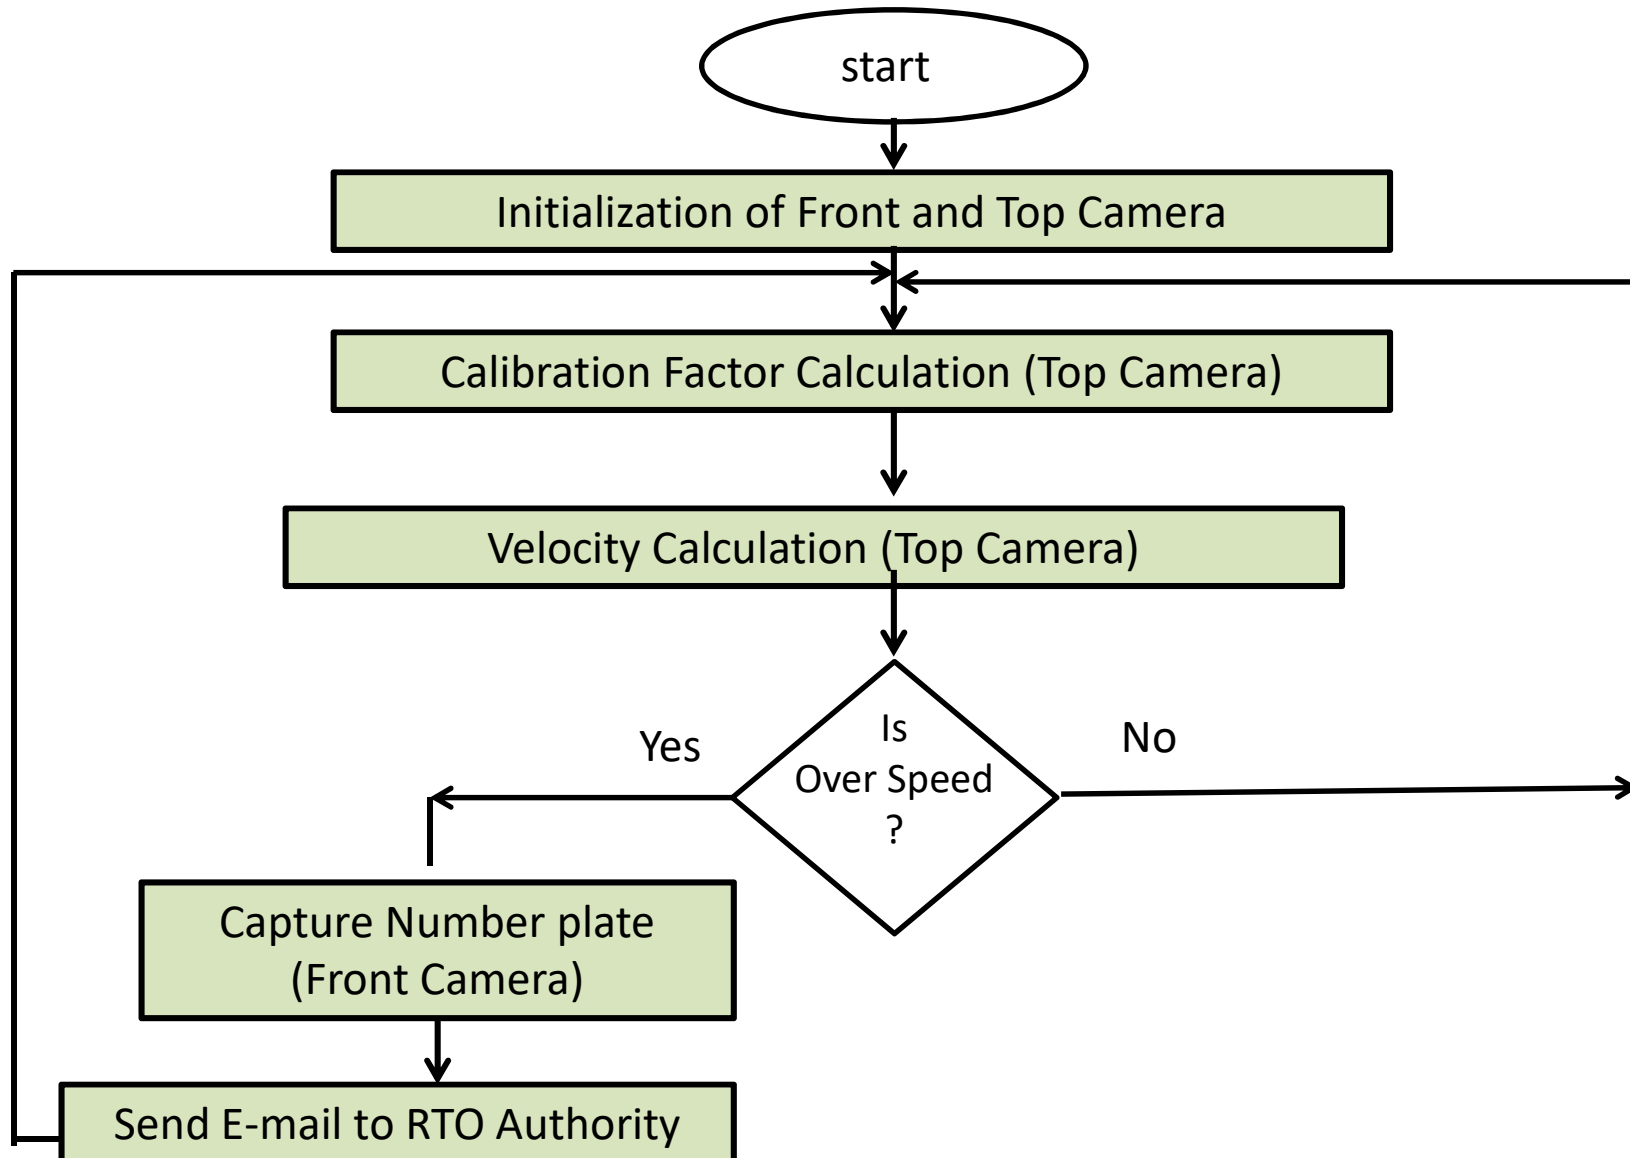 start
Initialization of Front and Top Camera
Calibration Factor Calculation (Top Camera)
Velocity Calculation (Top Camera)
Is
Over Speed
?
Yes
No
Capture Number plate
(Front Camera)
Send E-mail to RTO Authority